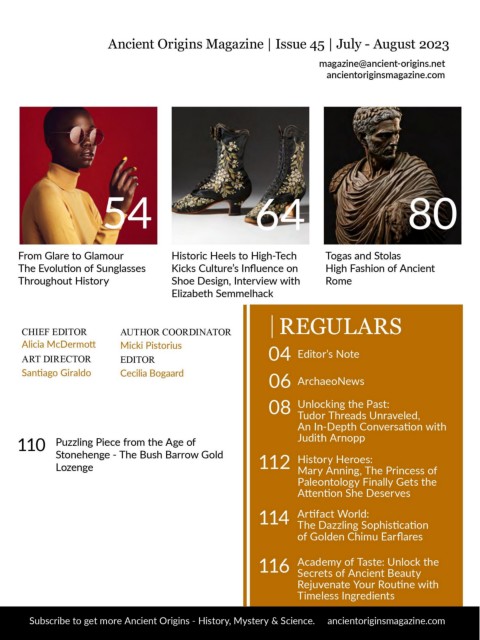 Ancient Origins Magazine | Issue 45 | July - August 2023
magazine@ancient-origins.net
ancientoriginsmagazine.com
54
From Glare to Glamour
The Evolution of Sunglasses
Throughout History
64
Historic Heels to High-Tech
Kicks Culture's Influence on
Shoe Design, Interview with
Elizabeth Semmelhack
80
Togas and Stolas
High Fashion of Ancient
Rome
CHIEF EDITOR
Alicia McDermott
ART DIRECTOR
Santiago Giraldo
AUTHOR COORDINATOR
Micki Pistorius
EDITOR
Cecilia Bogaard
110 Puzzling Piece from the Age of
Stonehenge - The Bush Barrow Gold
Lozenge
|REGULARS
04 Editor's Note
06 ArchaeoNews
08 Unlocking the Past:
Tudor Threads Unraveled,
An In-Depth Conversation with
Judith Arnopp
112 History Heroes:
Mary Anning, The Princess of
Paleontology Finally Gets the
Attention She Deserves
114 Artifact World:
The Dazzling Sophistication
of Golden Chimu Earflares
116 Academy of Taste: Unlock the
Secrets of Ancient Beauty
Rejuvenate Your Routine with
Timeless Ingredients
Subscribe to get more Ancient Origins - History, Mystery & Science. ancientoriginsmagazine.com